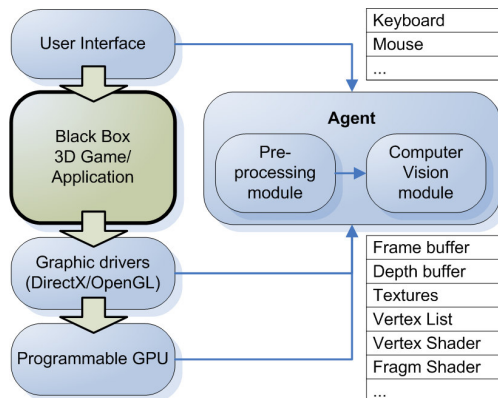 User Interface
Black Box
3D Game/
Application
Graphic drivers
(DirectX/OpenGL)
Programmable GPU
Keyboard
Mouse
...
Agent
Pre-
processing
module
Computer
Vision
module
Frame buffer
Depth buffer
Textures
Vertex List
Vertex Shader
Fragm Shader
...